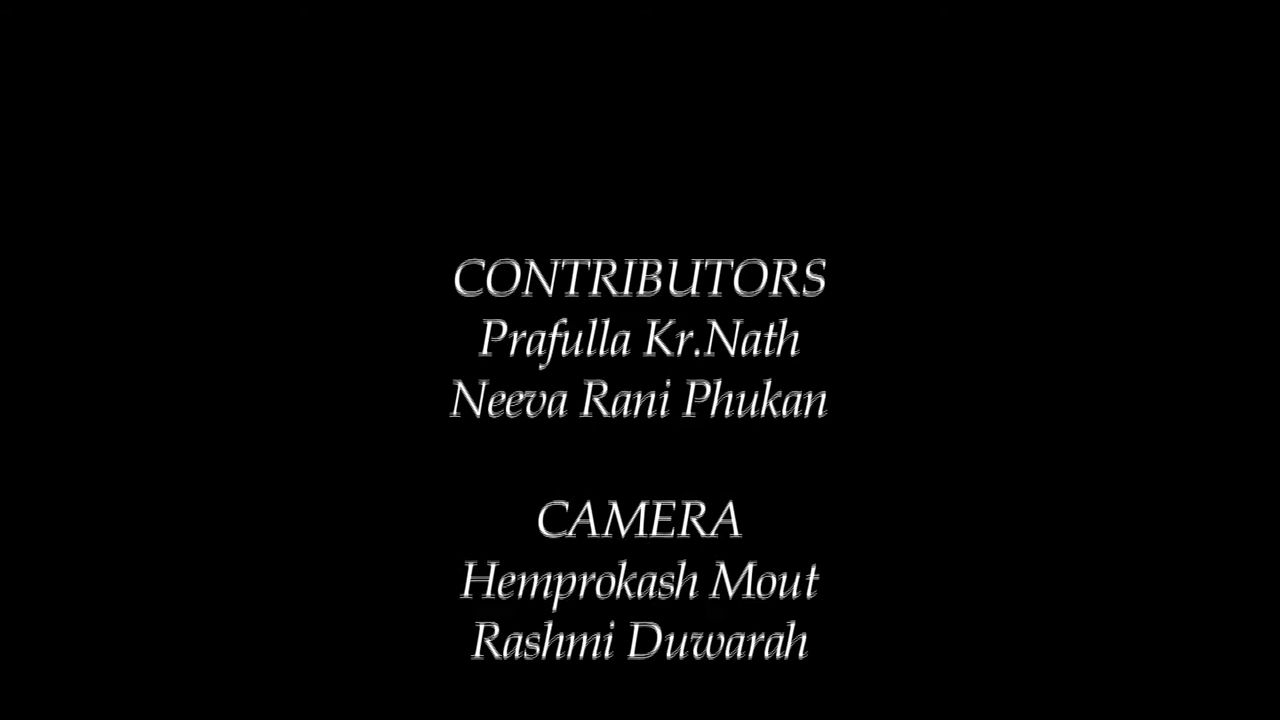 CONTRIBUTORS
Prafulla Kr.Nath
Neeva Rani Phukan
CAMERA
Hemprokash Mout
Rashmi Duwarah